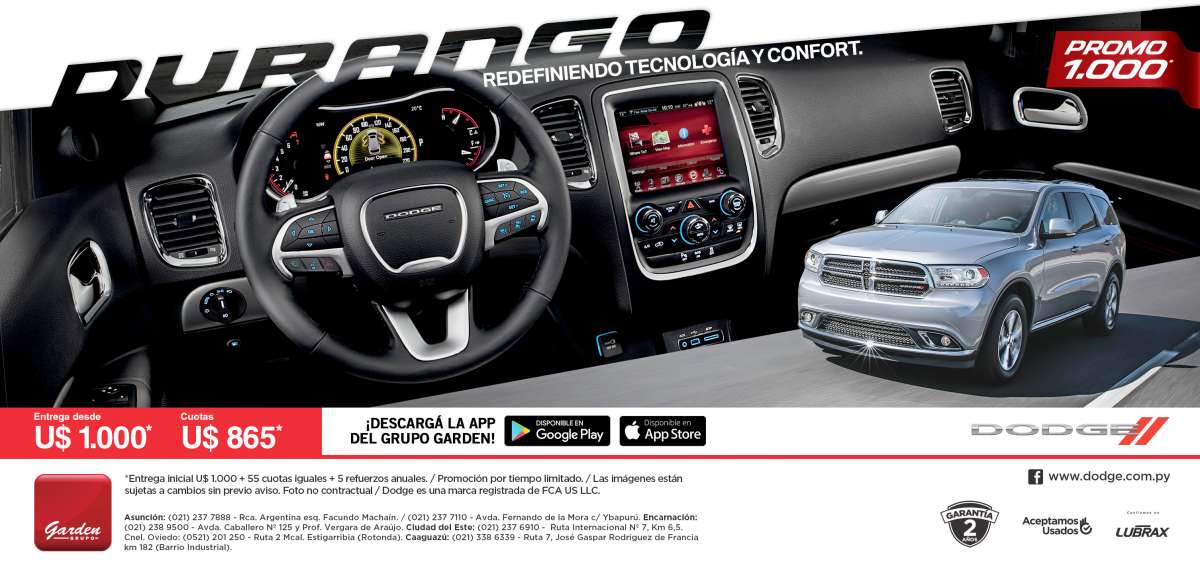 DURANGO
REDEFINIENDO TECNOLOGÍA Y CONFORT.
PROMO
1.000*
DODGE
Door Open
Entrega desde
U$ 1.000*
Cuotas
U$ 865*
¡DESCARGÁ LA APP
DEL GRUPO GARDEN!
DISPONIBLE EN
Google Play
Disponible en
App Store
DODGE
*Entrega inicial U$ 1.000 + 55 cuotas iguales + 5 refuerzos anuales. / Promoción por tiempo limitado. / Las imágenes están
sujetas a cambios sin previo aviso. Foto no contractual / Dodge es una marca registrada de FCA US LLC.
www.dodge.com.py
Garden
GRUPO
Asunción: (021) 237 7888 - Rca. Argentina esq. Facundo Machaín. / (021) 237 7110 - Avda. Fernando de la Mora c/ Ybapurú. Encarnación:
(021) 238 9500 - Avda. Caballero Nº 125 y Prof. Vergara de Araújo. Ciudad del Este: (021) 237 6910 - Ruta Internacional Nº 7, Km 6,5.
Cnel. Oviedo: (0521) 201 250 - Ruta 2 Mcal. Estigarribia (Rotonda). Caaguazú: (021) 338 6339 - Ruta 7, José Gaspar Rodríguez de Francia
km 182 (Barrio Industrial).
GARANTÍA
2
AÑOS
Aceptamos
Usados
Confiamos en
LUBRAX